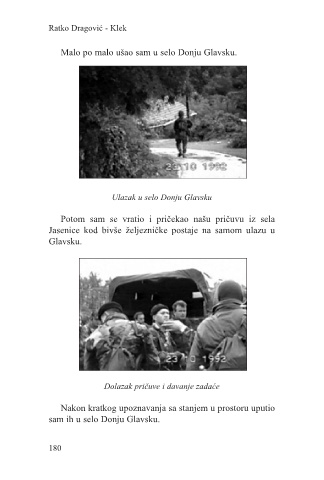 Ratko Dragović - Klek
Malo po malo ušao sam u selo Donju Glavsku.
23 10 1992
Ulazak u selo Donju Glavsku
Potom sam se vratio i pričekao našu pričuvu iz sela
Jasenice kod bivše željezničke postaje na samom ulazu u
Glavsku.
23 10 1992
Dolazak pričuve i davanje zadaće
Nakon kratkog upoznavanja sa stanjem u prostoru uputio
sam ih u selo Donju Glavsku.
180